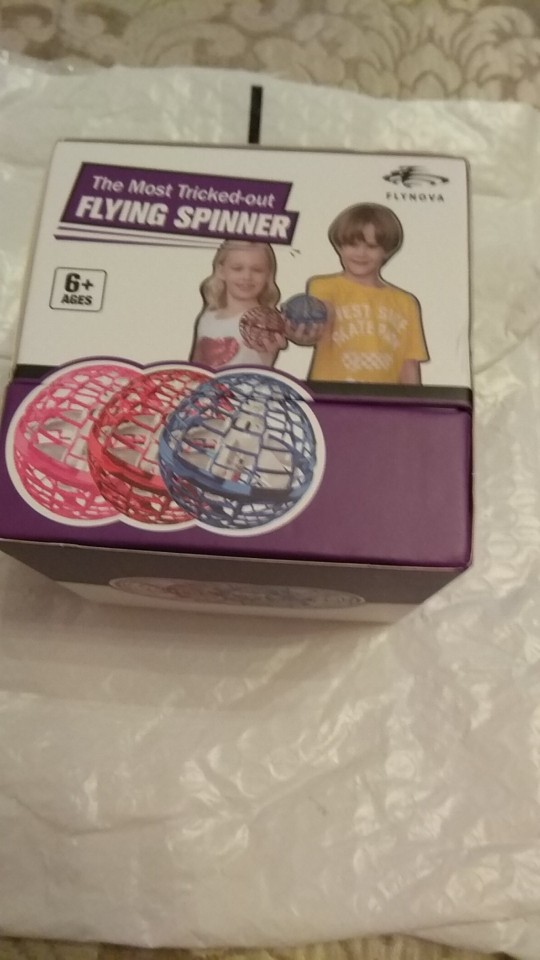 The Most Tricked-out
FLYING SPINNER
FLYNOVA
6+
AGES